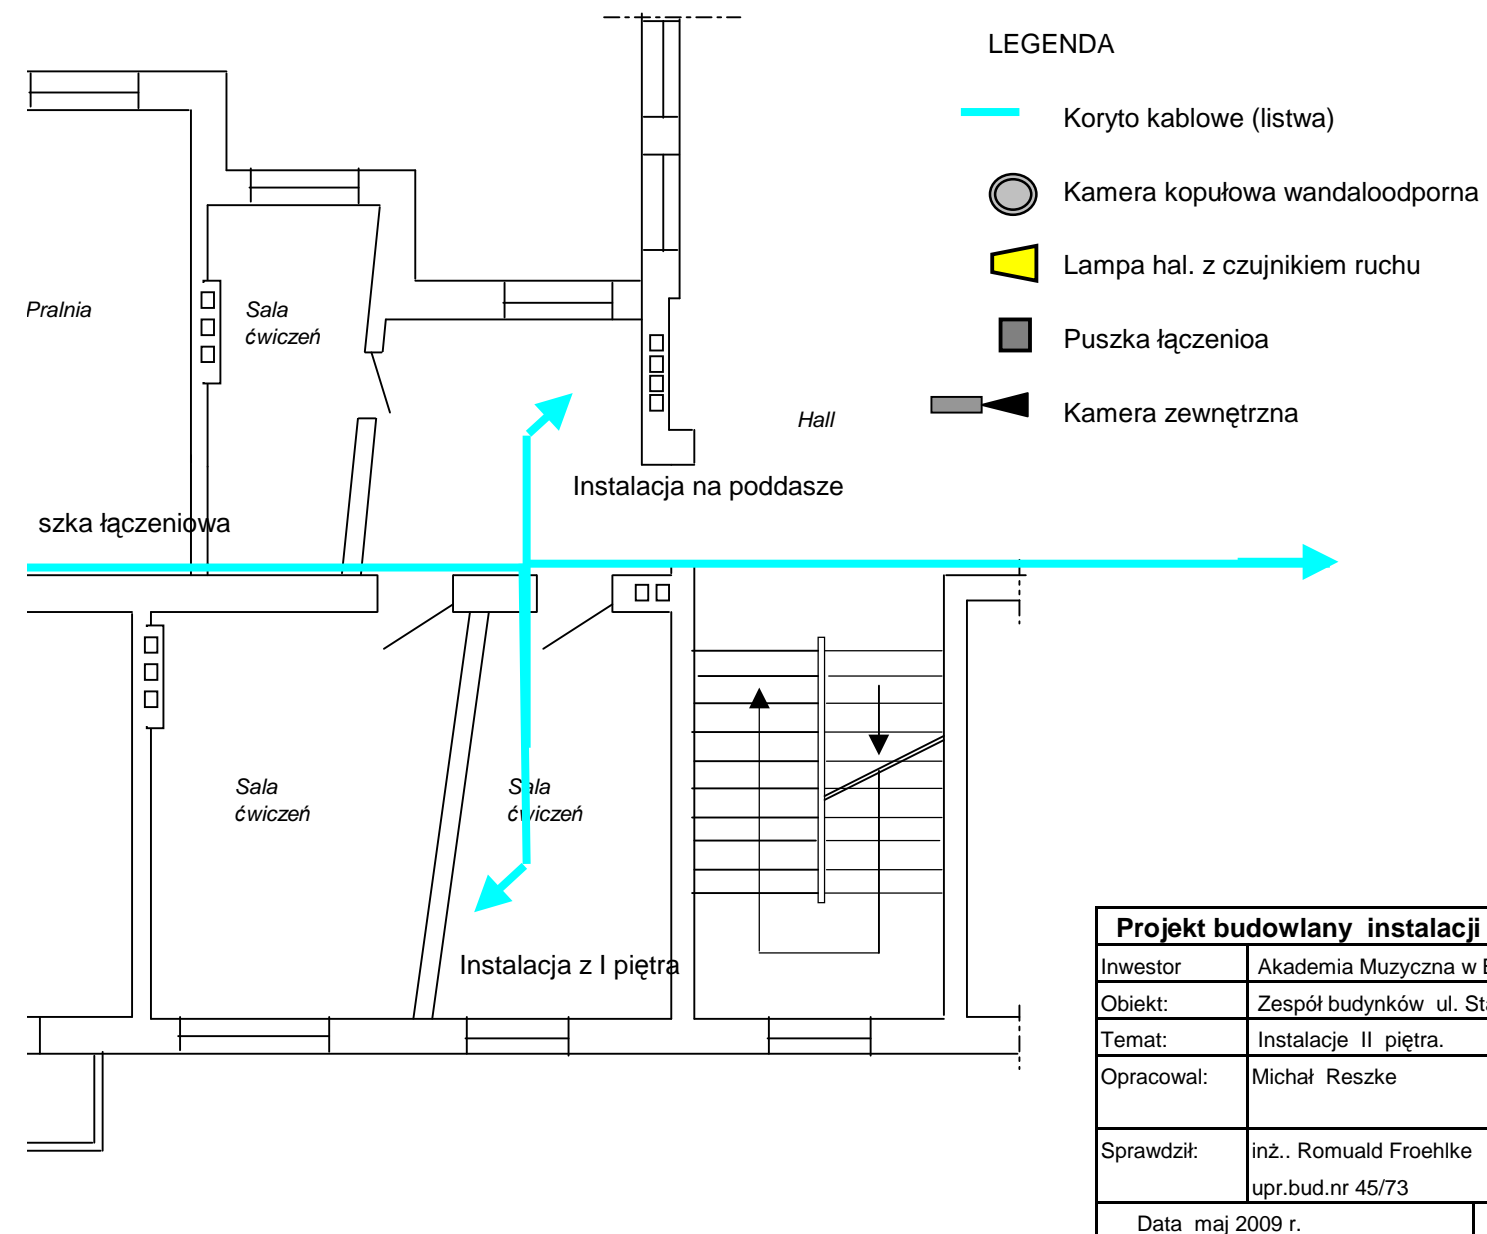 LEGENDA
Koryto kablowe (listwa)
Kamera kopułowa wandaloodporna
Lampa hal. z czujnikiem ruchu
Puszka łączenioa
Kamera zewnętrzna
Pralnia
Sala
ćwiczeń
Hall
Instalacja na poddasze
szka łączeniowa
Sala
ćwiczeń
Sala
ćwiczeń
Instalacja z I piętra
Projekt budowlany instalacji
Inwestor Akademia Muzyczna w
Obiekt: Zespół budynków ul.
Temat: Instalacje II piętra.
Opracowal: Michał Reszke
Sprawdził: inż.. Romuald Froehlke
upr.bud.nr 45/73
Data maj 2009 r.